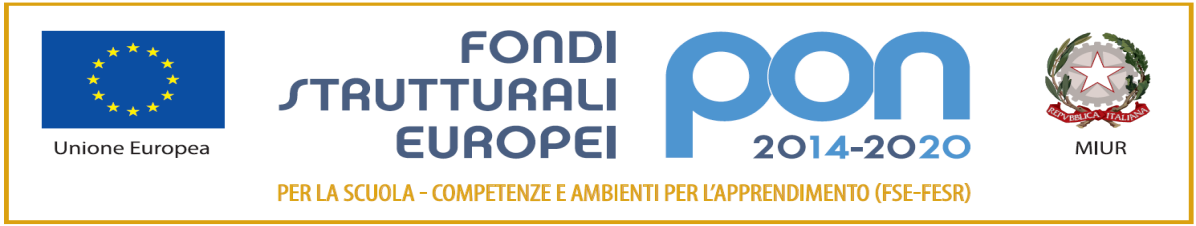 Unione Europea
FONDI
STRUTTURALI
EUROPEI
pon
2014-2020
PER LA SCUOLA - COMPETENZE E AMBIENTI PER L'APPRENDIMENTO (FSE-FESR)
REPVBBLICA ITALIANA
MIUR